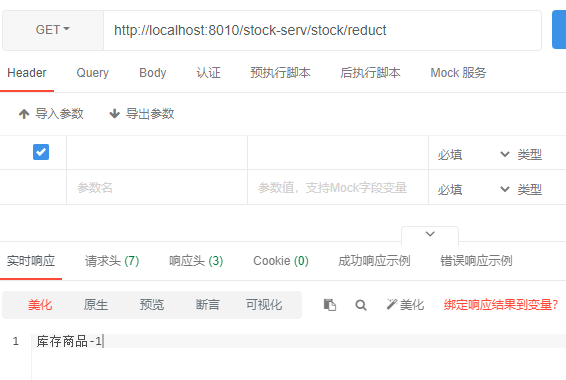 GET http://localhost:8010/stock-serv/stock/reduct
Header Query Body 认证 预执行脚本 后执行脚本 Mock 服务
导入参数 导出参数
必填 类型
参数名 参数值，支持Mock字段变量 必填 类型
实时响应 请求头 (7) 响应头 (3) Cookie (0) 成功响应示例 错误响应示例
美化 原生 预览 断言 可视化 美化 绑定响应结果到变量?
1 库存商品-1